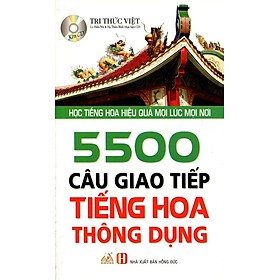 TRI THỨC VIỆT
HỌC TIẾNG HOA HIỆU QUẢ MỌI LÚC MỌI NƠI
5500
CÂU GIAO TIẾP
TIẾNG HOA
THÔNG DỤNG
NHÀ XUẤT BẢN HỒNG ĐỨC